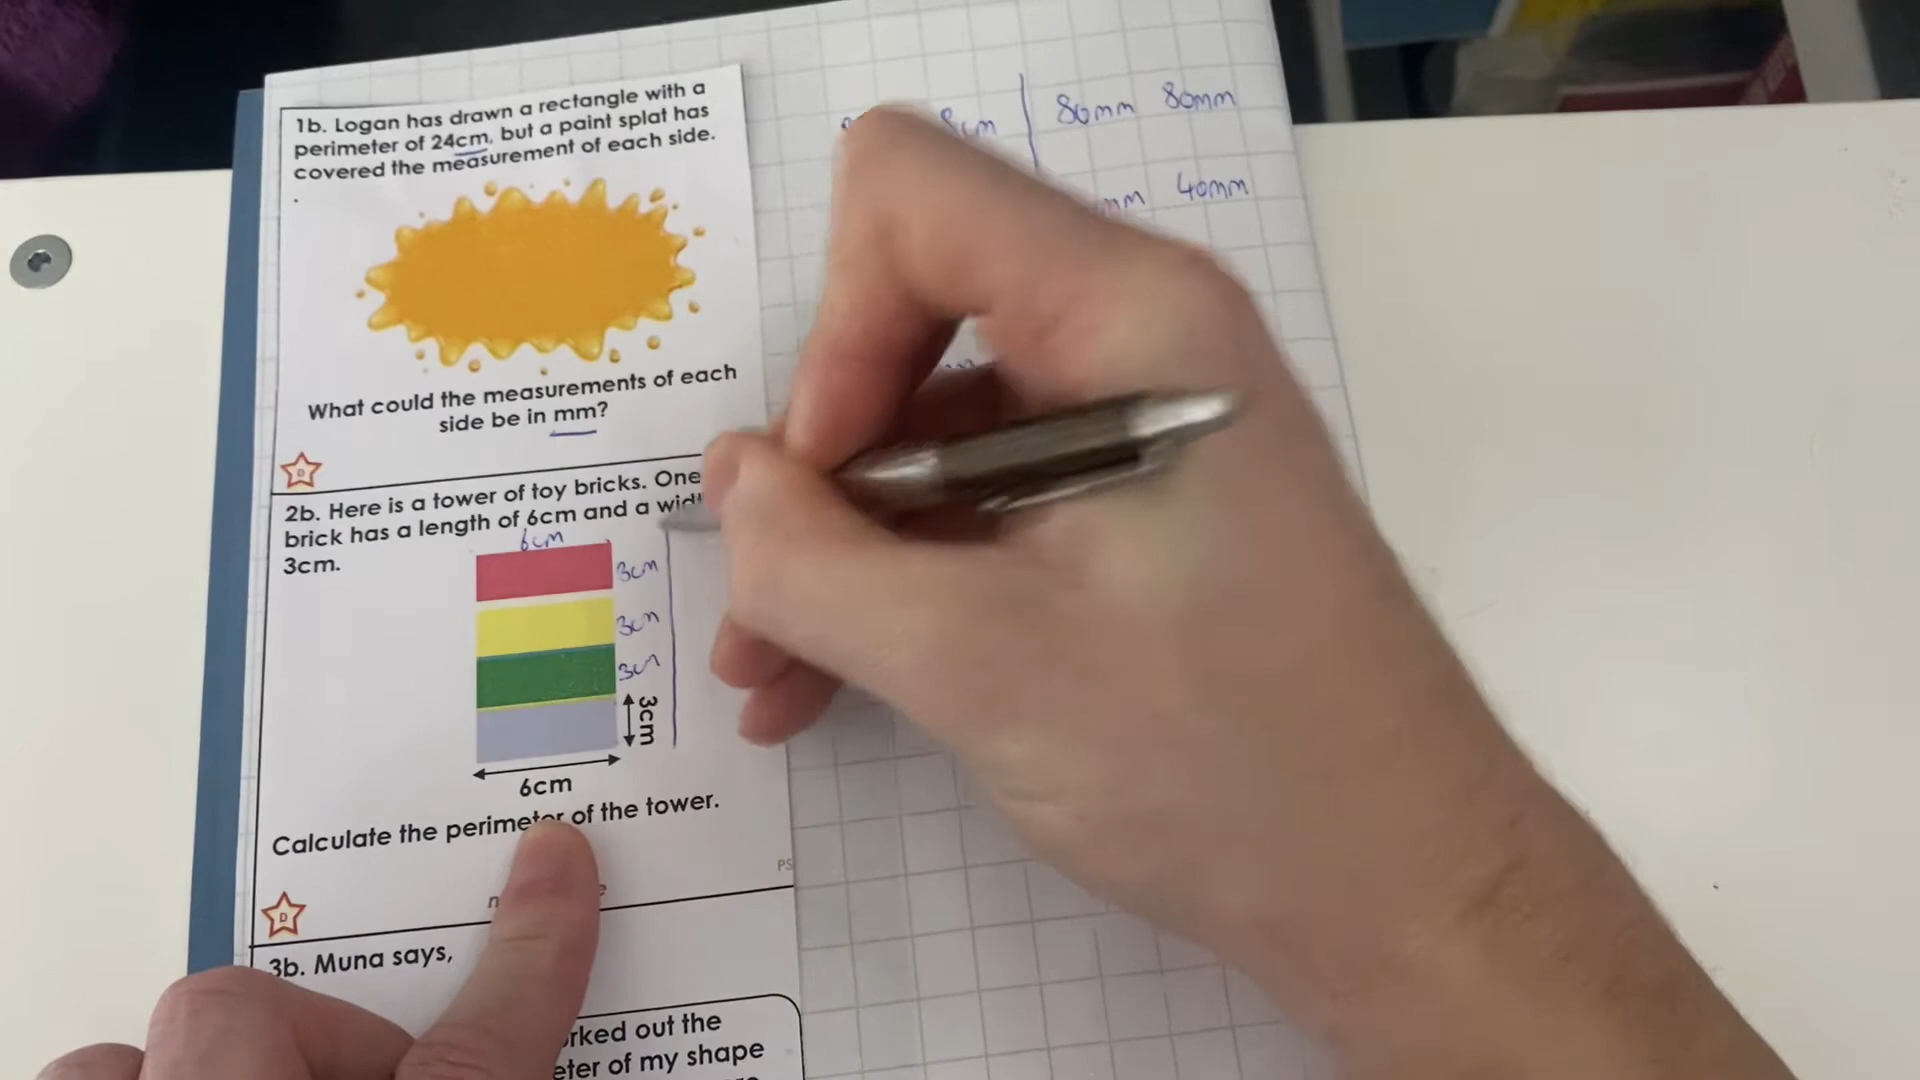 1b. Logan has drawn a rectangle with a
perimeter of 24cm, but a paint splat has
covered the measurement of each side.
What could the measurements of each
side be in mm?
D
2b. Here is a tower of toy bricks. One
brick has a length of 6cm and a
3cm.
6cm
3cm
3cm
3cm
3cm
6cm
Calculate the perimeter of the tower.
PS
D
3b. Muna says,
out the
of my shape
8cm
80mm 80mm
40mm